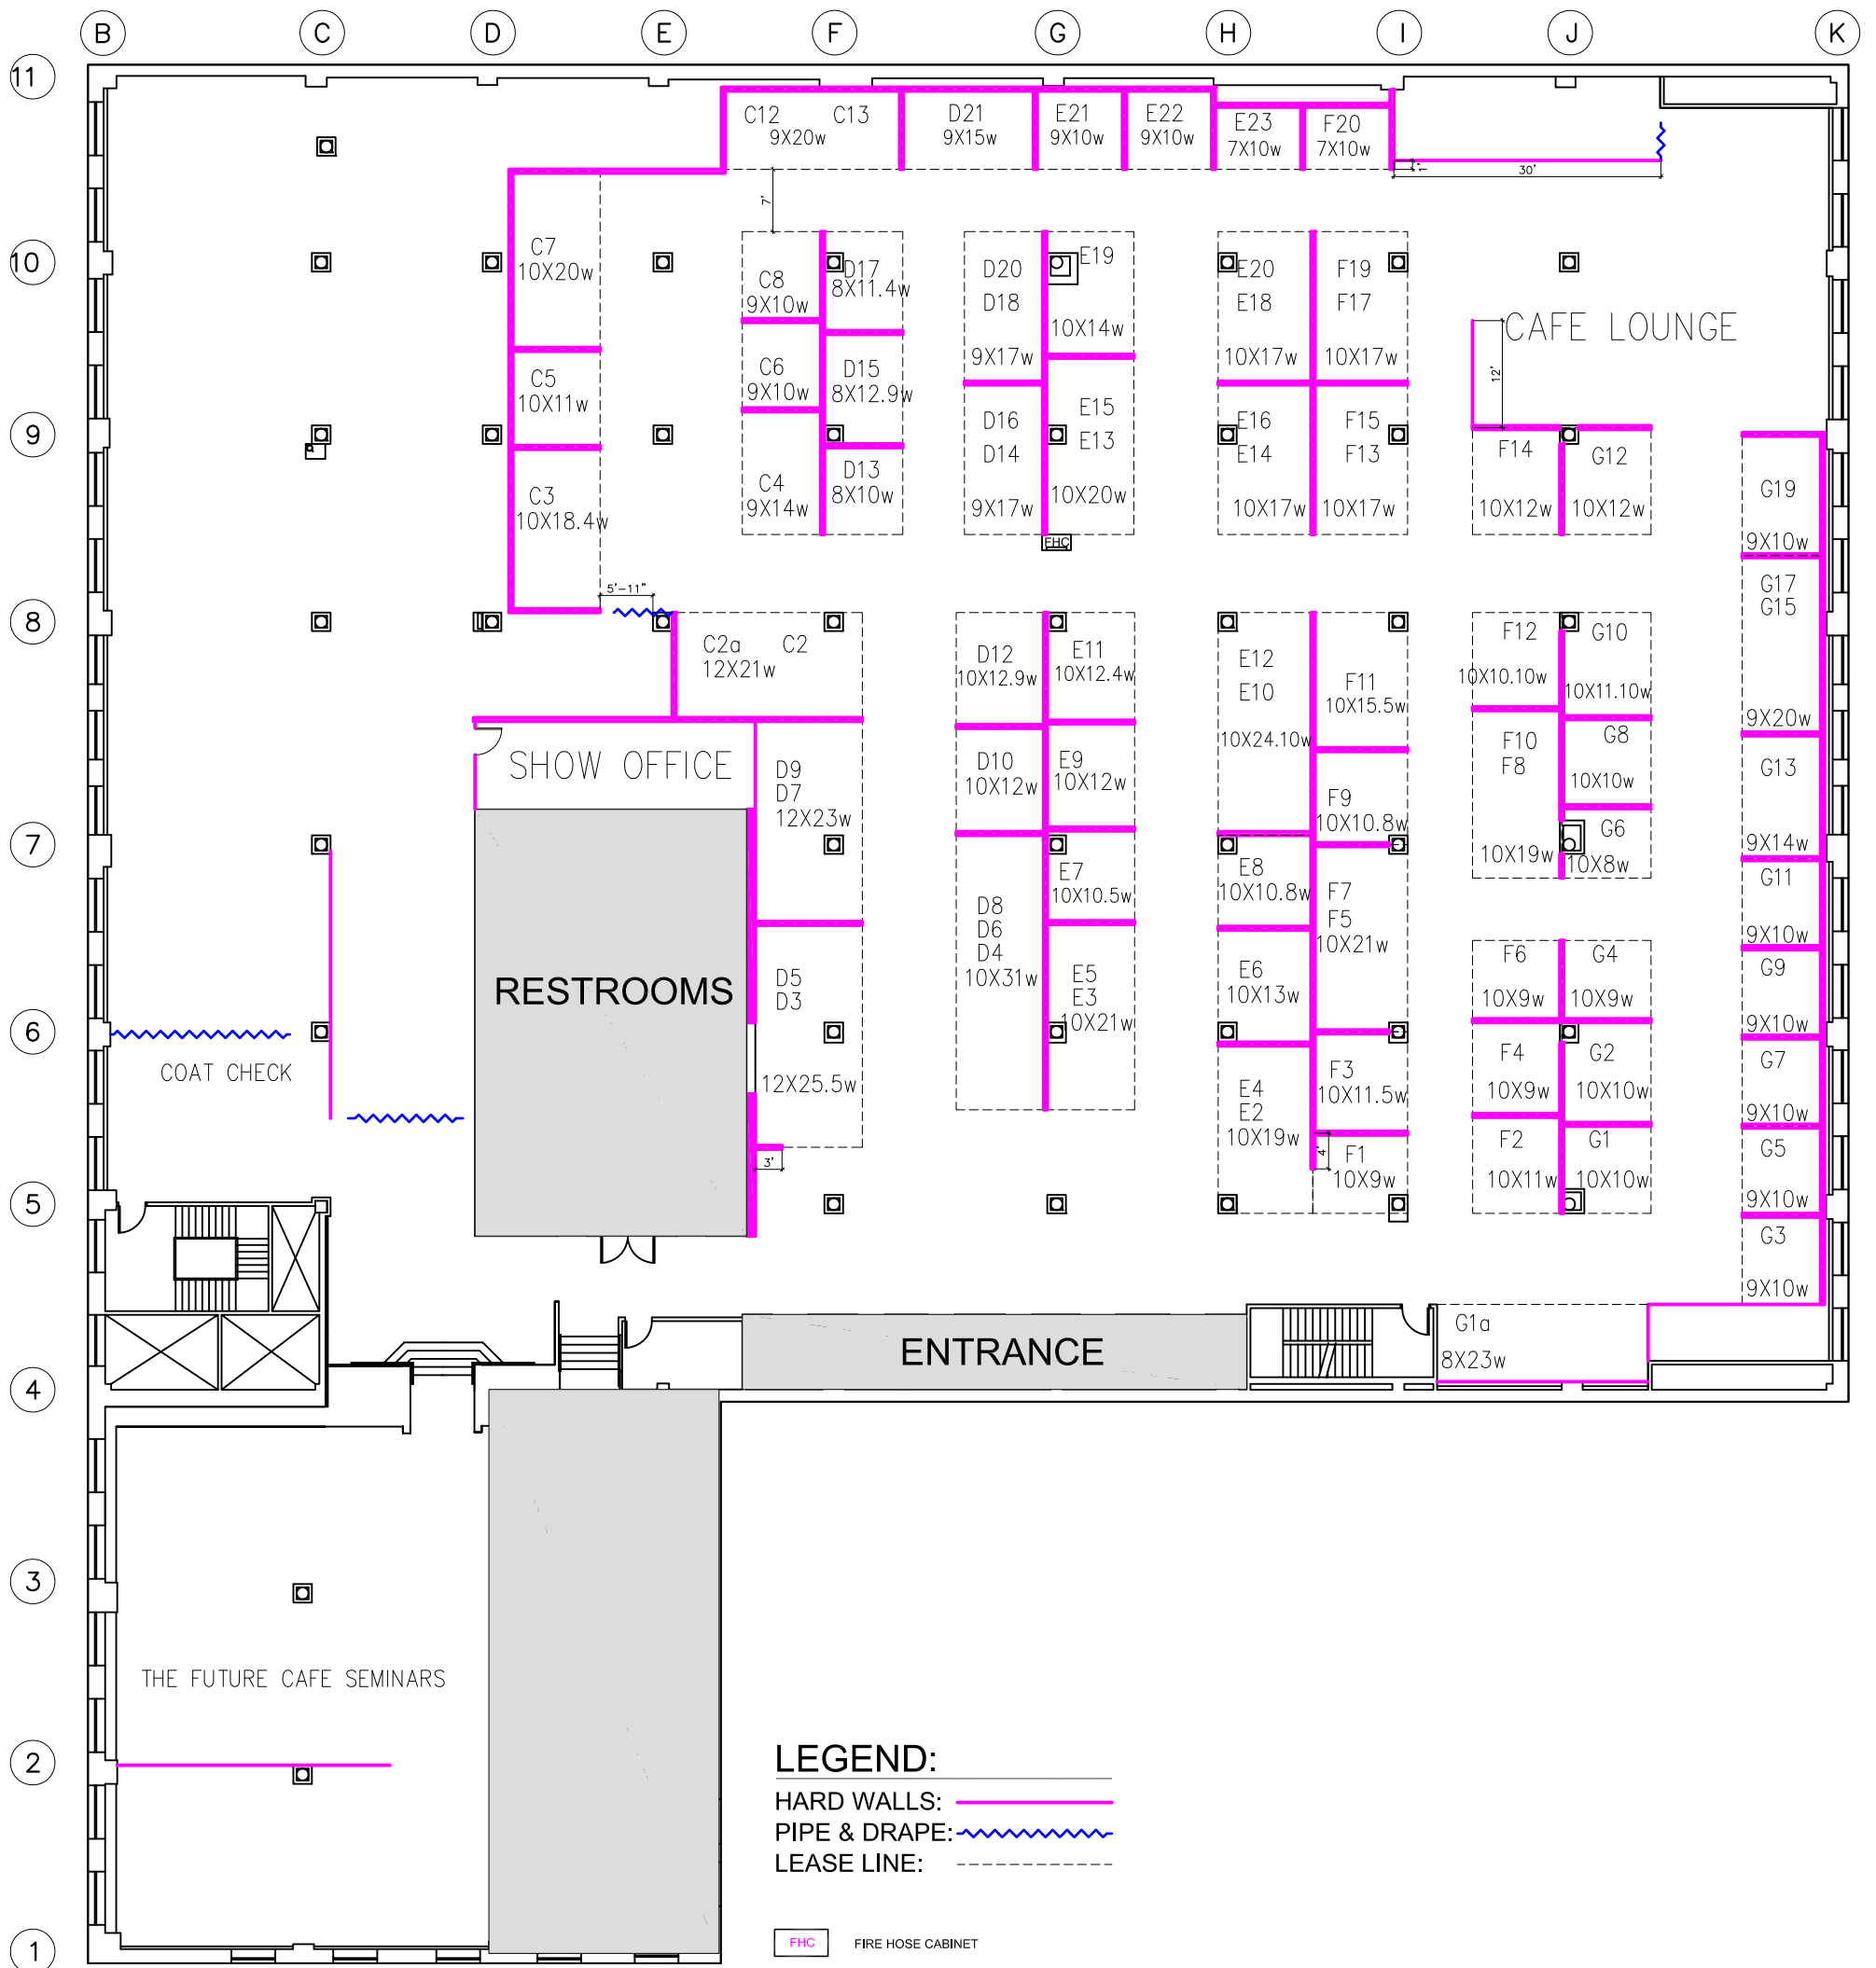 B C D E F G H I J K
11
C12 C13
9X20w
D21
9X15w
E21
9X10w
E22
9X10w
E23
7X10w
F20
7X10w
1'
30'
7'
10
C7
10X20w
C8
9X10w
D17
8X11.4w
D20
D18
9X17w
E19
10X14w
E20
E18
10X17w
F19
F17
10X17w
CAFE LOUNGE
12'
C5
10X11w
C6
9X10w
D15
8X12.9w
9
C3
10X18.4w
C4
9X14w
D13
8X10w
D16
D14
9X17w
E15
E13
10X20w
FHC
E16
E14
10X17w
F15
F13
10X17w
F14
10X12w
G12
10X12w
G19
9X10w
G17
G15
9X20w
5'-11"
8
C2a C2
12X21w
D12
10X12.9w
E11
10X12.4w
E12
E10
10X24.10w
F11
10X15.5w
F12
10X10.10w
G10
10X11.10w
SHOW OFFICE
D9
D7
12X23w
D10
10X12w
E9
10X12w
F9
10X10.8w
F10
F8
10X19w
G8
10X10w
G6
10X8w
G13
9X14w
7
E7
10X10.5w
E8
10X10.8w
F7
F5
10X21w
G11
9X10w
RESTROOMS
D5
D3
12X25.5w
D8
D6
D4
10X31w
E5
E3
10X21w
E6
10X13w
F6
10X9w
G4
10X9w
G9
9X10w
6
COAT CHECK
E4
E2
10X19w
F3
10X11.5w
F4
10X9w
G2
10X10w
G7
9X10w
3'
4'
F1
10X9w
F2
10X11w
G1
10X10w
G5
9X10w
5
G3
9X10w
ENTRANCE
G1a
8X23w
4
3
THE FUTURE CAFE SEMINARS
2
LEGEND:
HARD WALLS:
PIPE & DRAPE:
LEASE LINE:
FHC FIRE HOSE CABINET
1